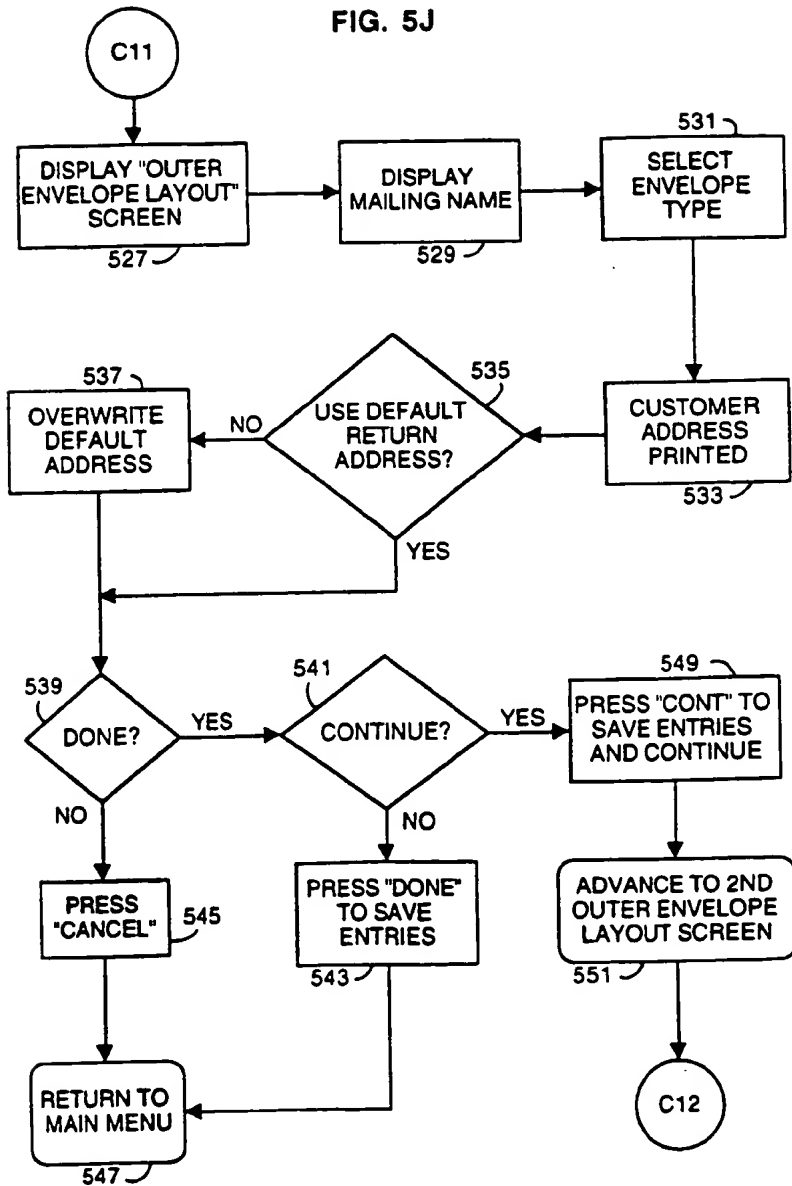 FIG. 5J
C11
DISPLAY "OUTER
ENVELOPE LAYOUT"
SCREEN
527
DISPLAY
MAILING NAME
529
531
SELECT
ENVELOPE
TYPE
CUSTOMER
ADDRESS
PRINTED
533
535
USE DEFAULT
RETURN
ADDRESS?
NO
YES
537
OVERWRITE
DEFAULT
ADDRESS
539
DONE?
YES
NO
541
CONTINUE?
YES
NO
549
PRESS "CONT" TO
SAVE ENTRIES
AND CONTINUE
PRESS
"CANCEL"
545
PRESS "DONE"
TO SAVE
ENTRIES
543
ADVANCE TO 2ND
OUTER ENVELOPE
LAYOUT SCREEN
551
RETURN TO
MAIN MENU
547
C12